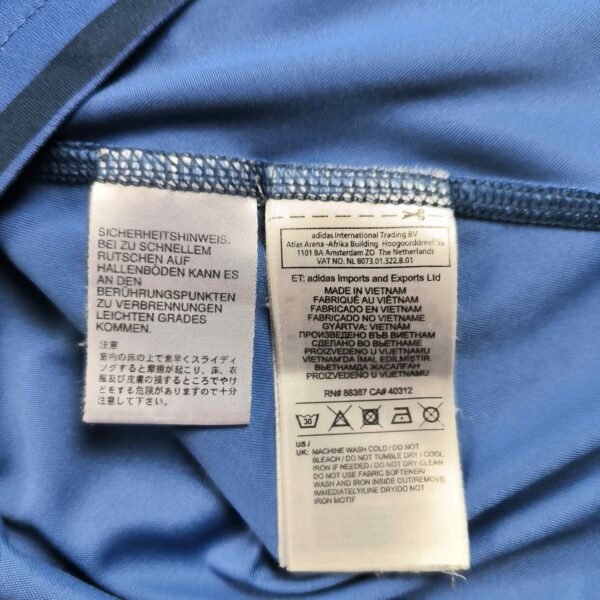 SICHERHEITSHINWEIS.
BEI ZU SCHNELLEM
RUTSCHEN AUF
HALLENBÖDEN KANN ES
AN DEN
BERÜHRUNGSPUNKTEN
ZU VERBRENNUNGEN
LEICHTEN GRADES
KOMMEN.
注意
室内の床の上で素早くスライディ
ングすると摩擦が起こり、床、衣
服及び皮膚の接するところでやけ
どをする危険がありますので十分
注意して下さい。
adidas International Trading BV
Atlas Arena -Afrika Building Hoogoorddreef 9a
1101 BA Amsterdam ZO The Netherlands
VAT NO. NL 8073.01.322.B.01
ET: adidas Imports and Exports Ltd
MADE IN VIETNAM
FABRIQUÉ AU VIÊTNAM
FABRICADO EN VIETNAM
FABRICADO NO VIETNAME
GYÁRTVA: VIETNÁM
ПРОИЗВЕДЕНО ВЪВ ВИЕТНАМ
СДЕЛАНО ВО ВЬЕТНАМЕ
PROIZVEDENO U VIJETNAMU
VİETNAM'DA İMAL EDİLMİŞTİR.
ВЬЕТНАМДА ЖАСАЛҒАН
PROIZVEDENO U VIJETNAMU
RN# 88387 CA# 40312
30
US /
UK: MACHINE WASH COLD / DO NOT
BLEACH / DO NOT TUMBLE DRY / COOL
IRON IF NEEDED / DO NOT DRY CLEAN
DO NOT USE FABRIC SOFTENER/
WASH AND IRON INSIDE OUT/REMOVE
IMMEDIATELY/LINE DRY/DO NOT
IRON MOTIF